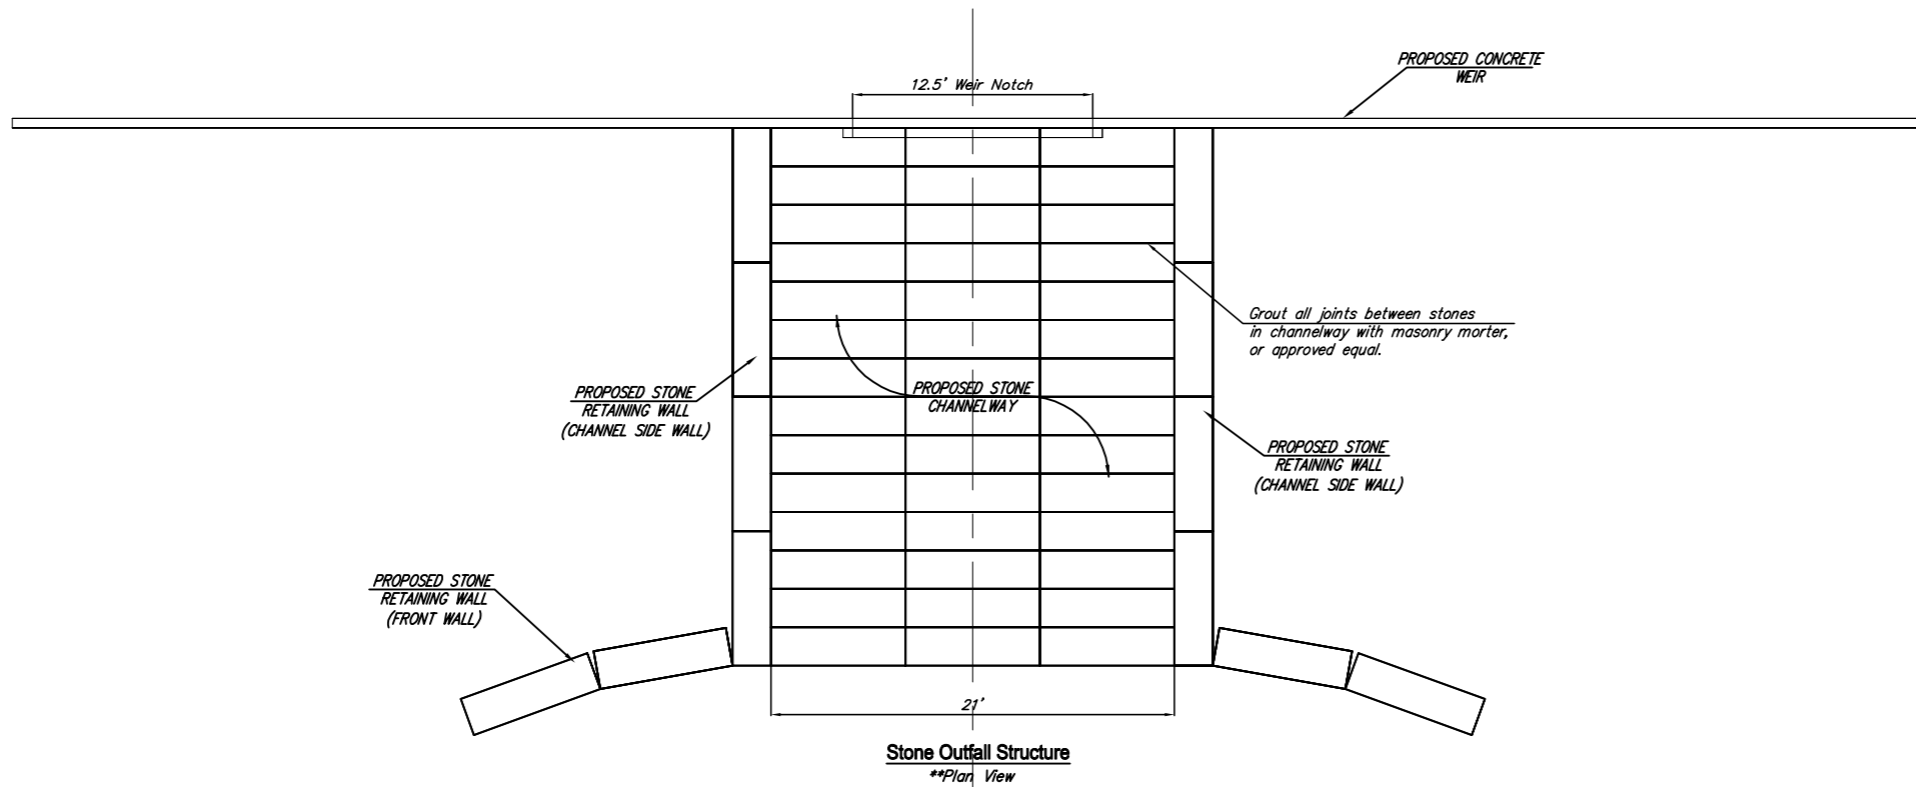 PROPOSED CONCRETE
WEIR
12.5' Weir Notch
Grout all joints between stones
in channelway with masonry morter,
or approved equal.
PROPOSED STONE
CHANNELWAY
PROPOSED STONE
RETAINING WALL
(CHANNEL SIDE WALL)
PROPOSED STONE
RETAINING WALL
(CHANNEL SIDE WALL)
PROPOSED STONE
RETAINING WALL
(FRONT WALL)
21'
Stone Outfall Structure
**Plan View